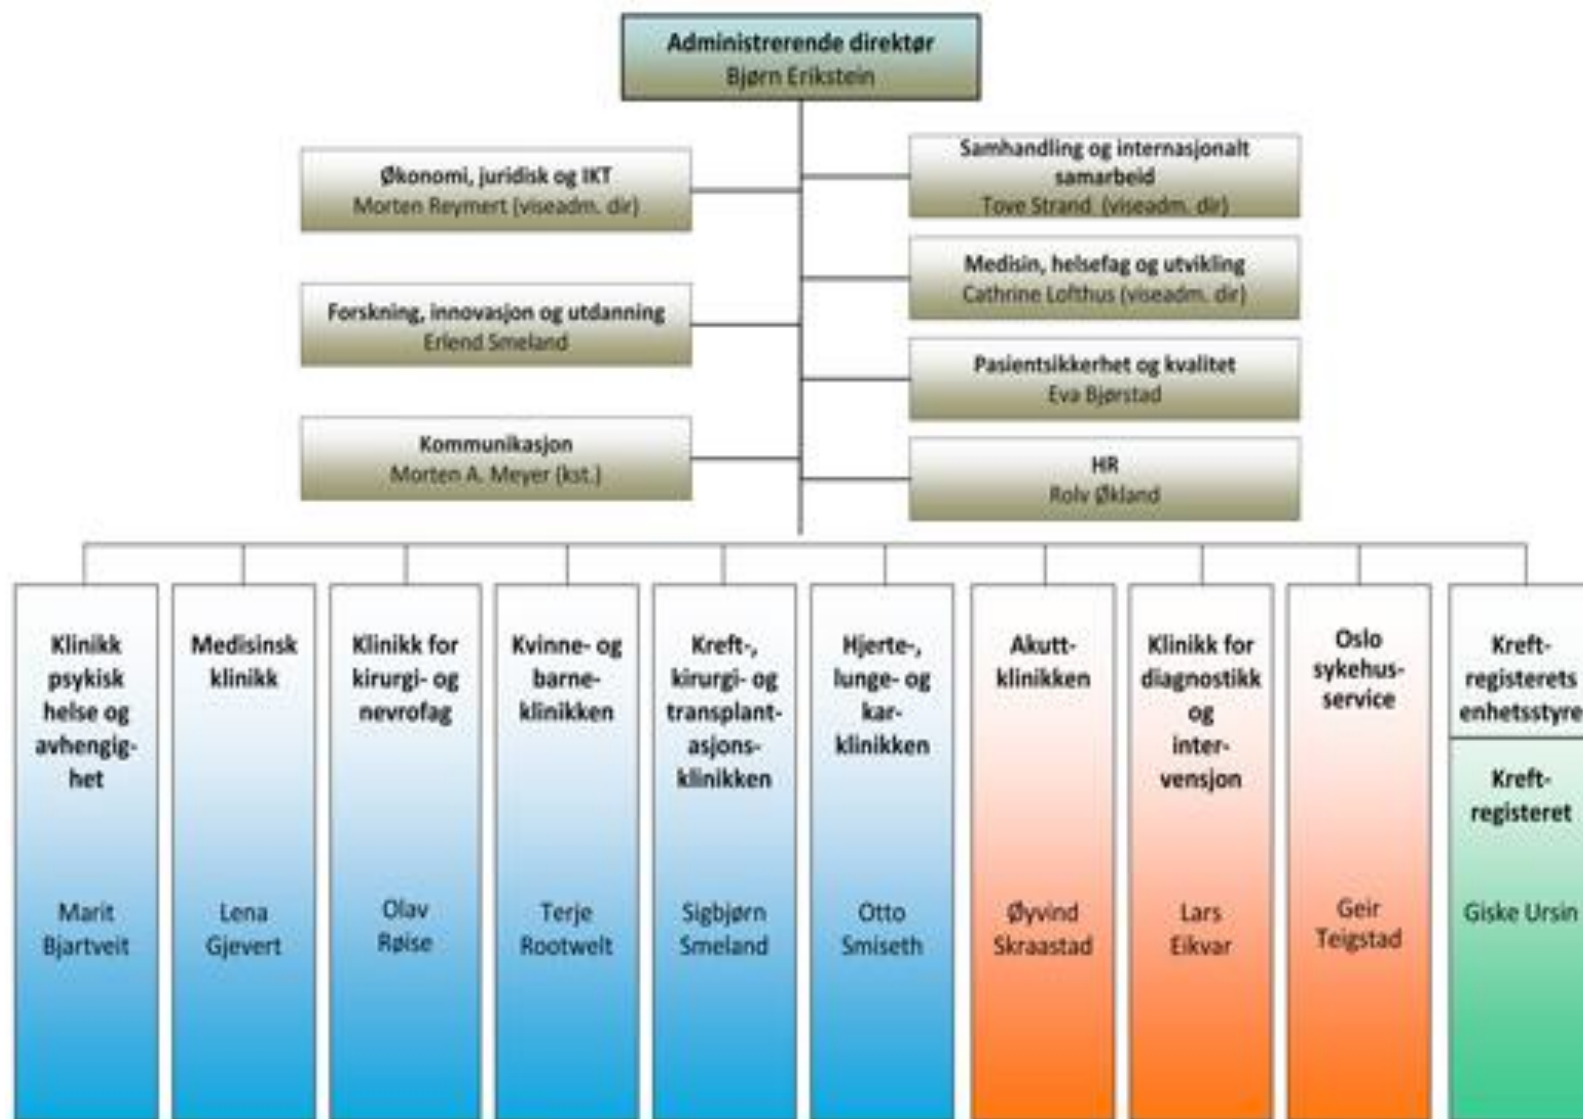 Administrerende direktør
Bjørn Erikstein
Økonomi, juridisk og IKT
Morten Reymert (viseadm. dir)
Samhandling og internasjonalt
samarbeid
Tove Strand (viseadm. dir)
Medisin, helsefag og utvikling
Cathrine Lofthus (viseadm. dir)
Forskning, innovasjon og utdanning
Erlend Smeland
Pasientsikkerhet og kvalitet
Eva Bjørstad
Kommunikasjon
Morten A. Meyer (kst.)
HR
Rolv Økland
Klinikk
psykisk
helse og
avhengig-
het
Marit
Bjartveit
Medisinsk
klinikk
Lena
Gjevert
Klinikk for
kirurgi- og
nevrofag
Olav
Røise
Kvinne- og
barne-
klinikken
Terje
Rootwelt
Kreft-,
kirurgi- og
transplant-
asjons-
klinikken
Sigbjørn
Smeland
Hjerte-,
lunge- og
kar-
klinikken
Otto
Smiseth
Akutt-
klinikken
Øyvind
Skraastad
Klinikk for
diagnostikk
og
inter-
vensjon
Lars
Eikvar
Oslo
sykehus-
service
Geir
Teigstad
Kreft-
registerets
enhetsstyre
Kreft-
registeret
Giske Ursin